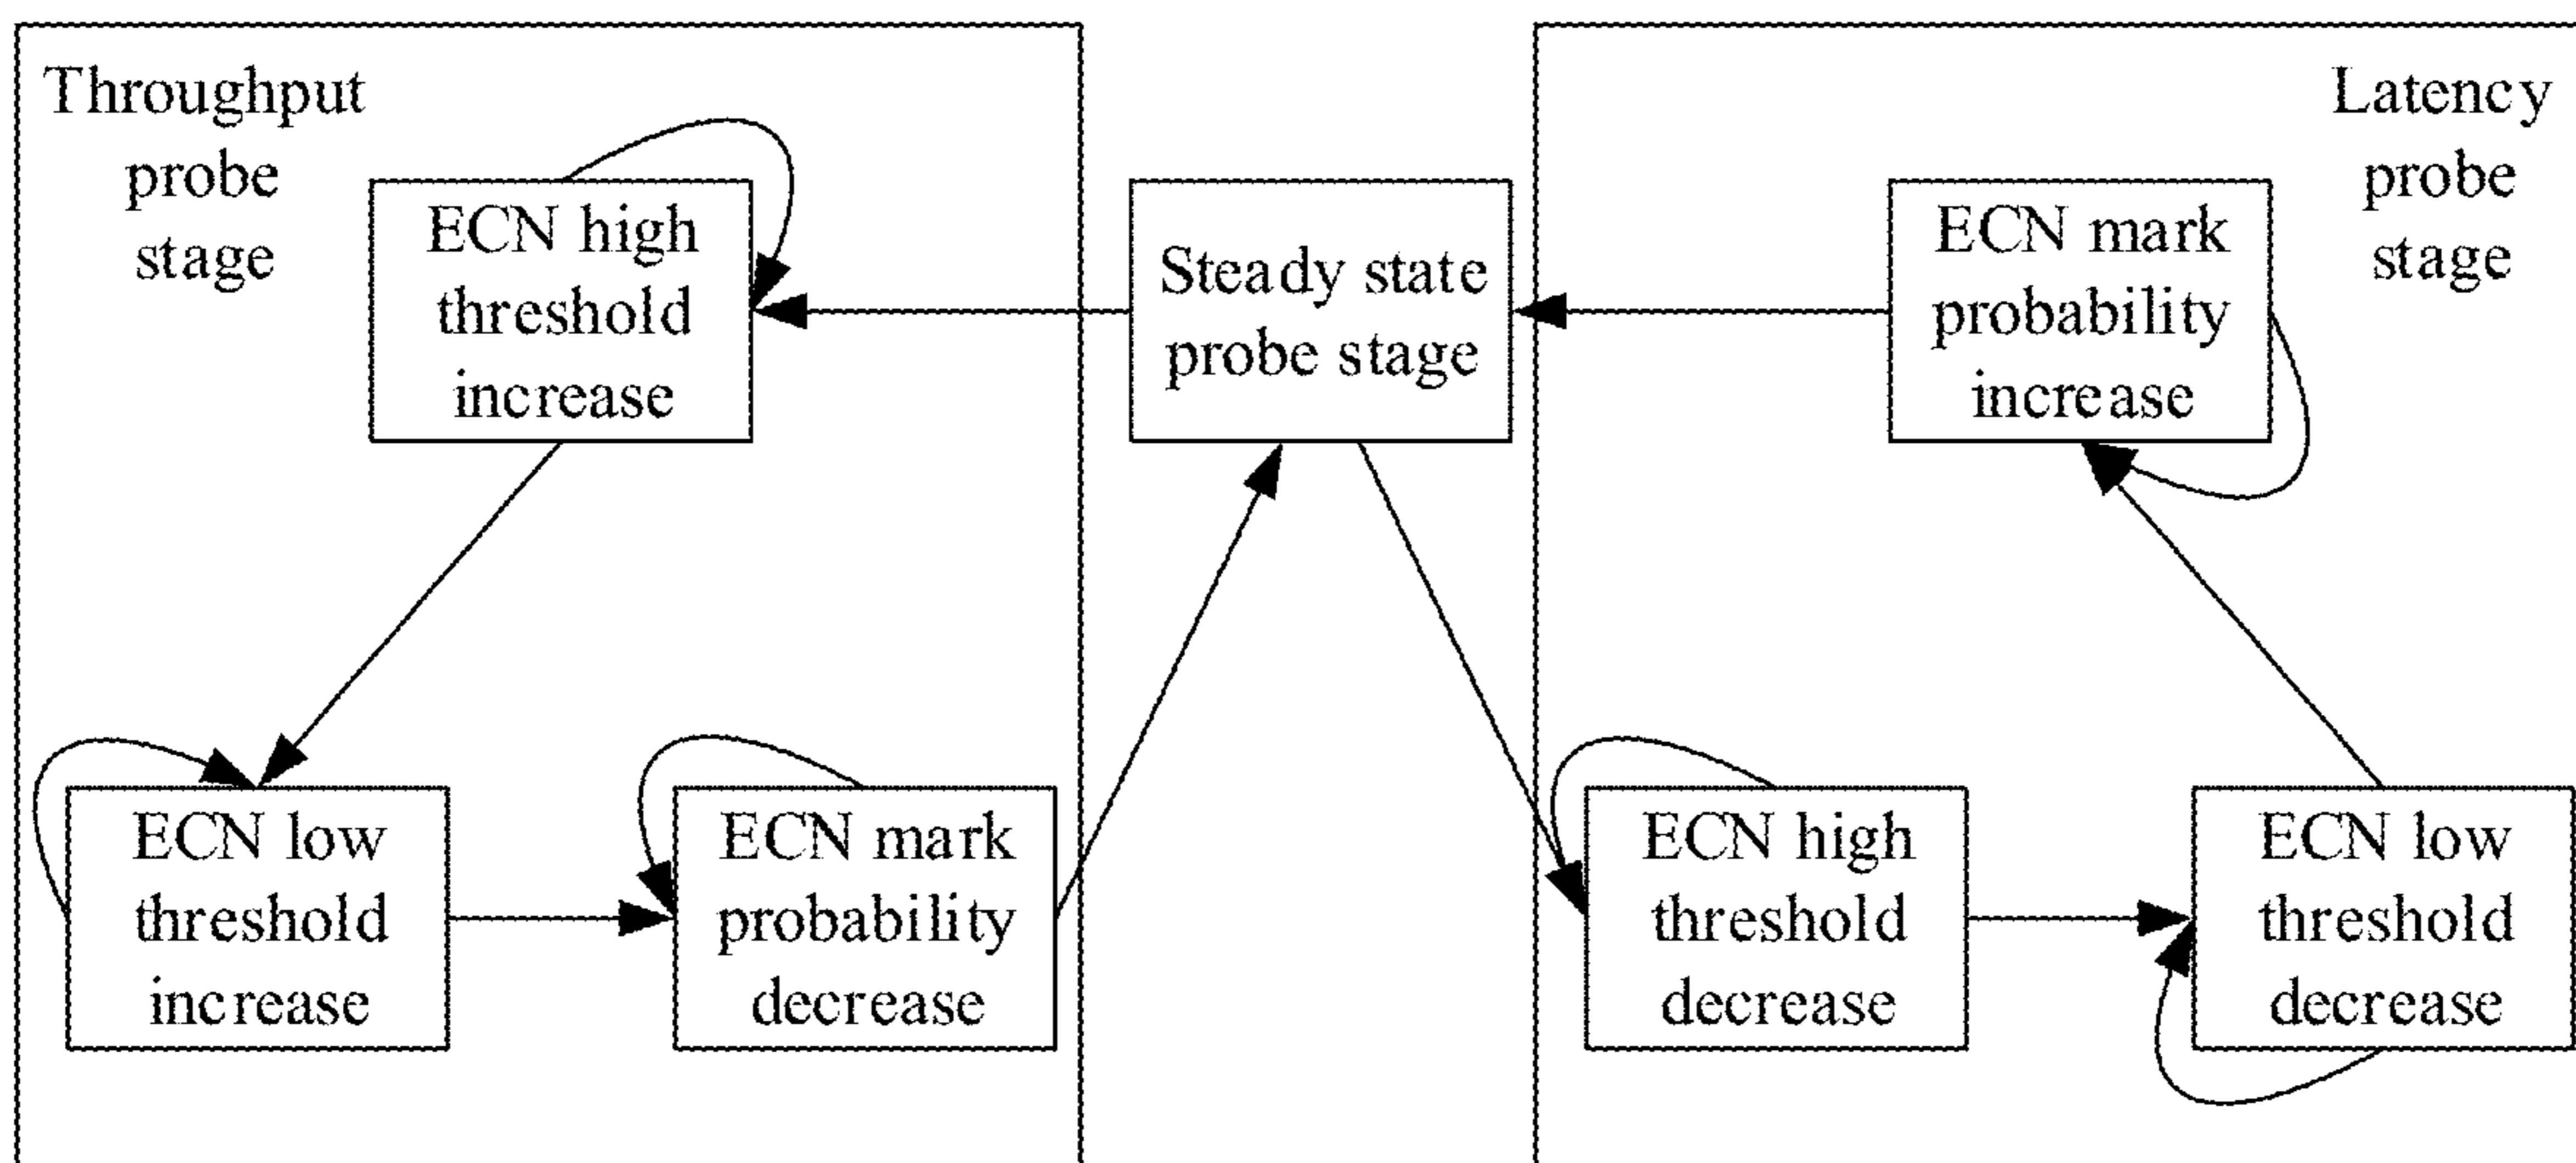 Throughput
probe
stage
ECN high
threshold
increase
Steady state
probe stage
ECN mark
probability
increase
Latency
probe
stage
ECN low
threshold
increase
ECN mark
probability
decrease
ECN high
threshold
decrease
ECN low
threshold
decrease